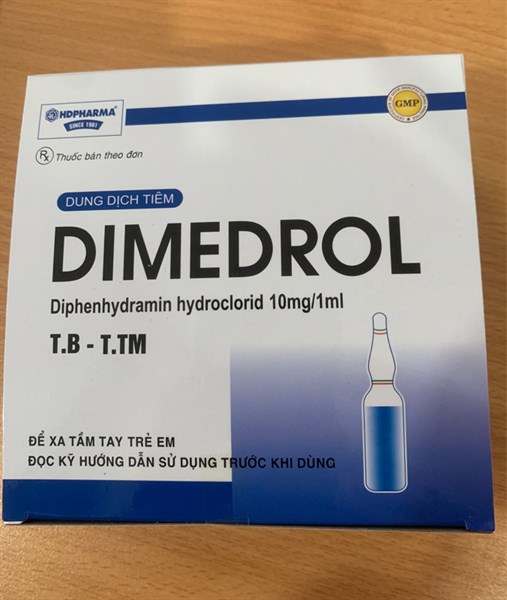 HDPHARMA
SINCE 1981
GMP
Rx Thuốc bán theo đơn
DUNG DỊCH TIÊM
DIMEDROL
Diphenhydramin hydroclorid 10mg/1ml
T.B - T.TM
ĐỂ XA TẦM TAY TRẺ EM
ĐỌC KỸ HƯỚNG DẪN SỬ DỤNG TRƯỚC KHI DÙNG